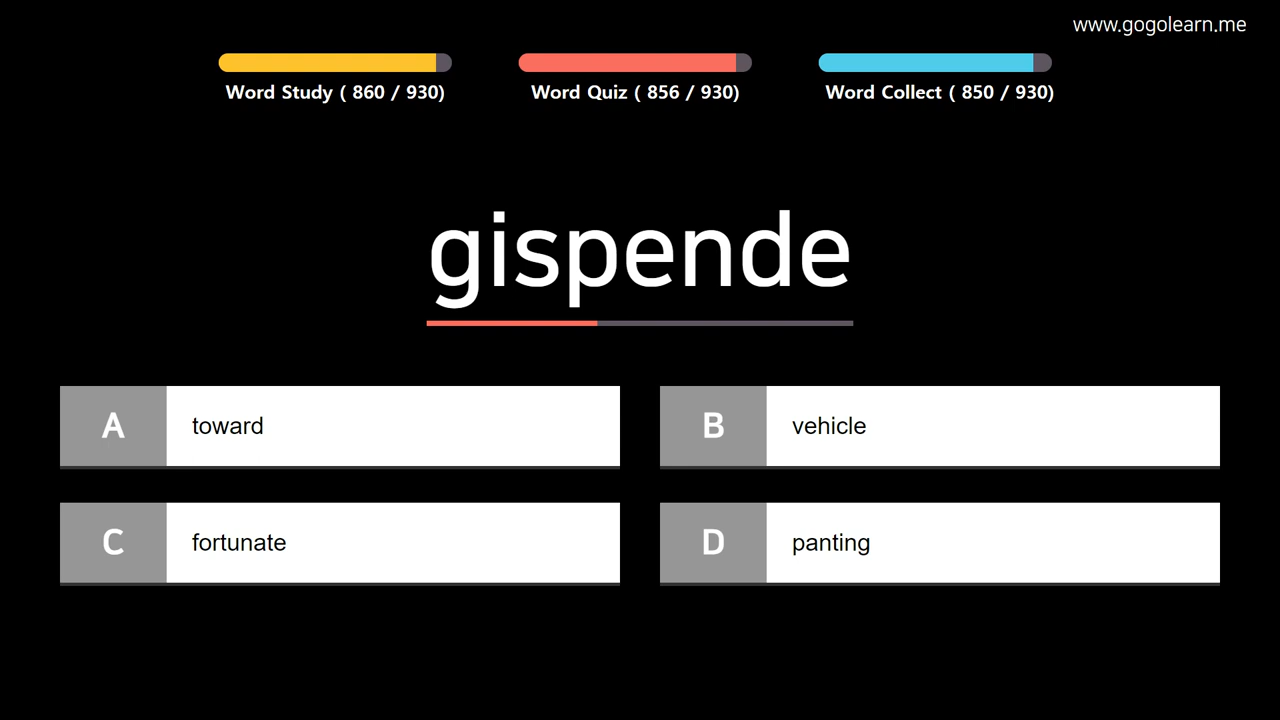 www.gogolearn.me
Word Study ( 860 / 930)
Word Quiz ( 856 / 930)
Word Collect ( 850 / 930)
gispende
A toward
B vehicle
C fortunate
D panting